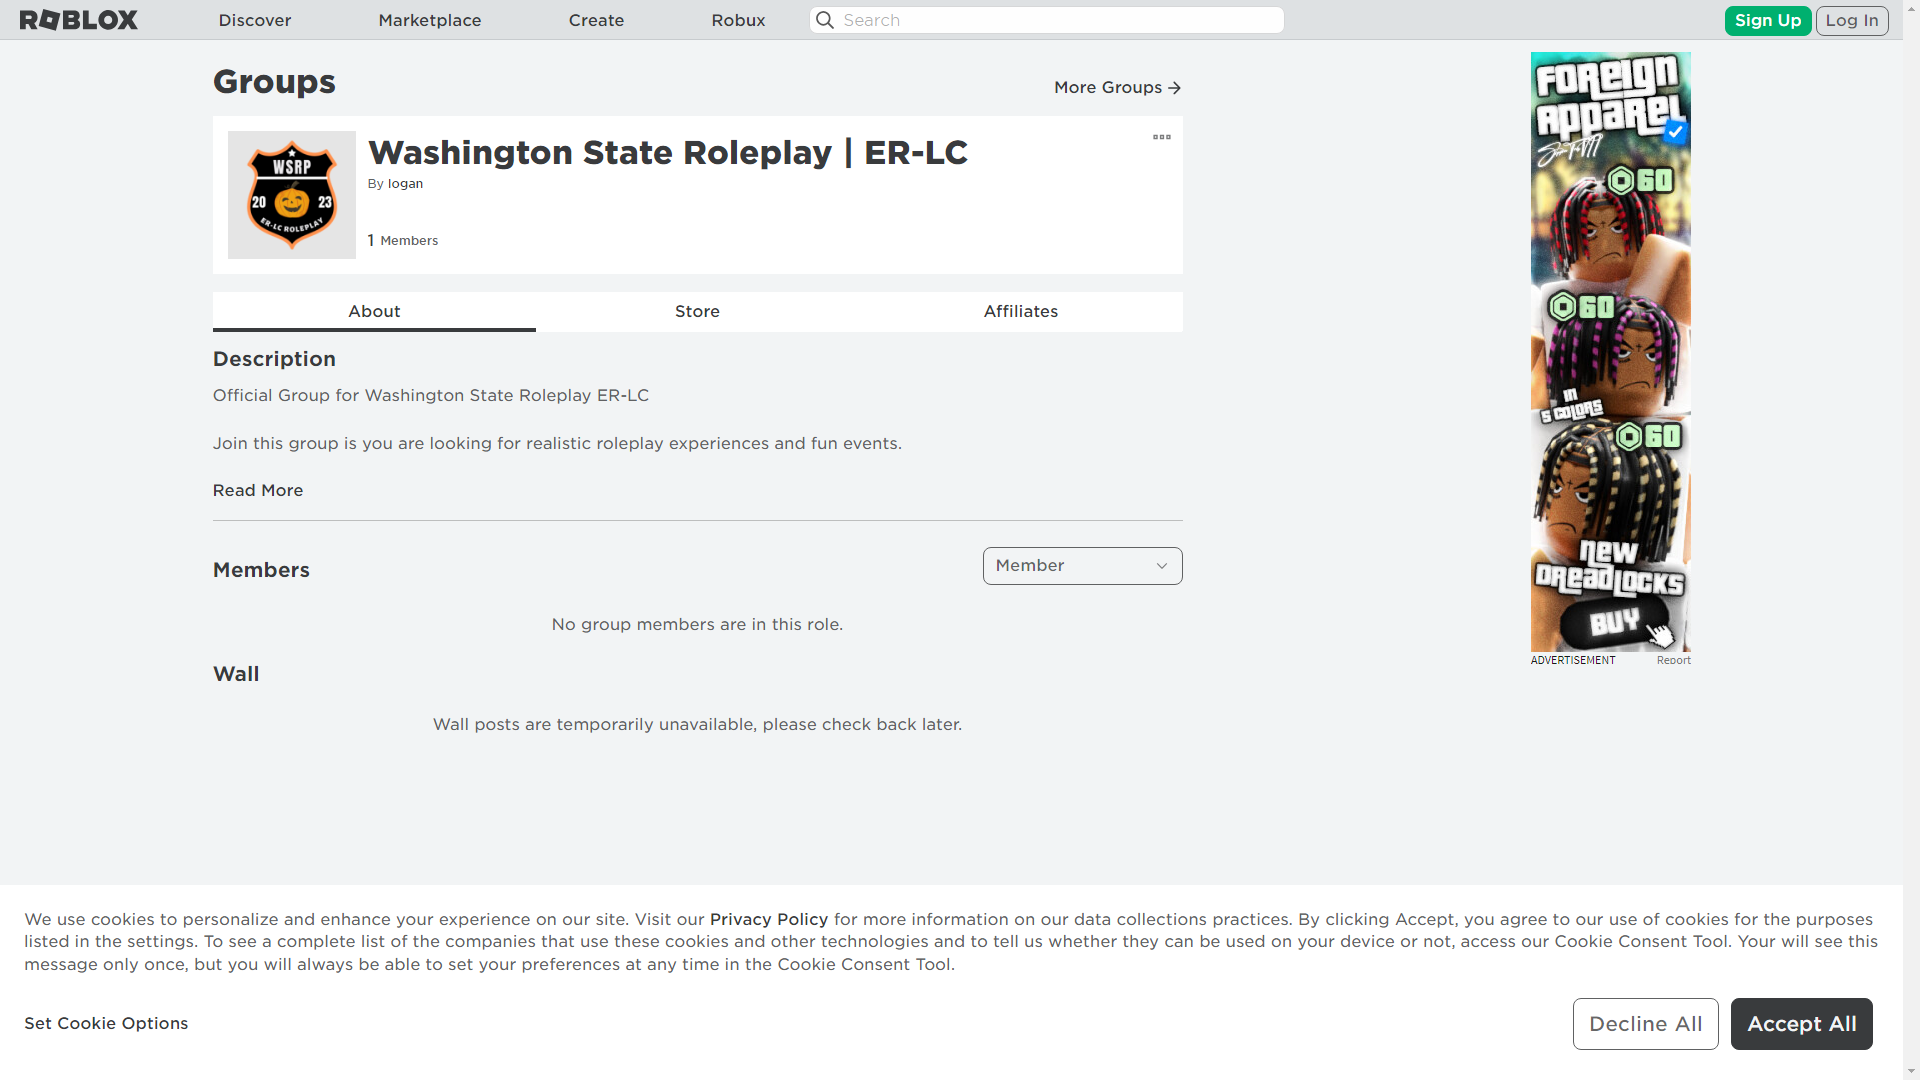 ROBLOX
Discover
Marketplace
Create
Robux
Search
Sign Up
Log In
Groups
More Groups
WSRP
20 23
ER-LC ROLEPLAY
Washington State Roleplay | ER-LC
By logan
1 Members
About
Store
Affiliates
Description
Official Group for Washington State Roleplay ER-LC
Join this group is you are looking for realistic roleplay experiences and fun events.
Read More
Members
Member
No group members are in this role.
Wall
Wall posts are temporarily unavailable, please check back later.
FOREIGN
APPAREL
60
60
IN
5 COLORS
60
NEW
DREADLOCKS
BUY
ADVERTISEMENT
Report
We use cookies to personalize and enhance your experience on our site. Visit our Privacy Policy for more information on our data collections practices. By clicking Accept, you agree to our use of cookies for the purposes
listed in the settings. To see a complete list of the companies that use these cookies and other technologies and to tell us whether they can be used on your device or not, access our Cookie Consent Tool. Your will see this
message only once, but you will always be able to set your preferences at any time in the Cookie Consent Tool.
Set Cookie Options
Decline All
Accept All